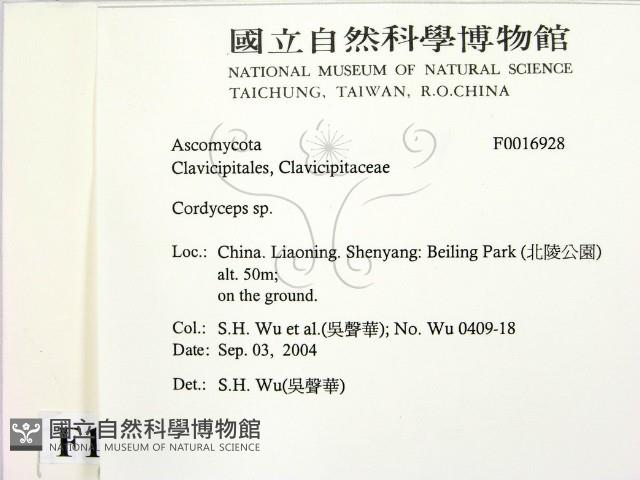 國立自然科學博物館
NATIONAL MUSEUM OF NATURAL SCIENCE
TAICHUNG, TAIWAN, R.O.CHINA
Ascomycota F0016928
Clavicipitales, Clavicipitaceae
Cordyceps sp.
Loc.: China. Liaoning. Shenyang: Beiling Park (北陵公園)
alt. 50m;
on the ground.
Col.: S.H. Wu et al.(吳聲華); No. Wu 0409-18
Date: Sep. 03, 2004
Det.: S.H. Wu(吳聲華)
F1
國立自然科學博物館
NATIONAL MUSEUM OF NATURAL SCIENCE